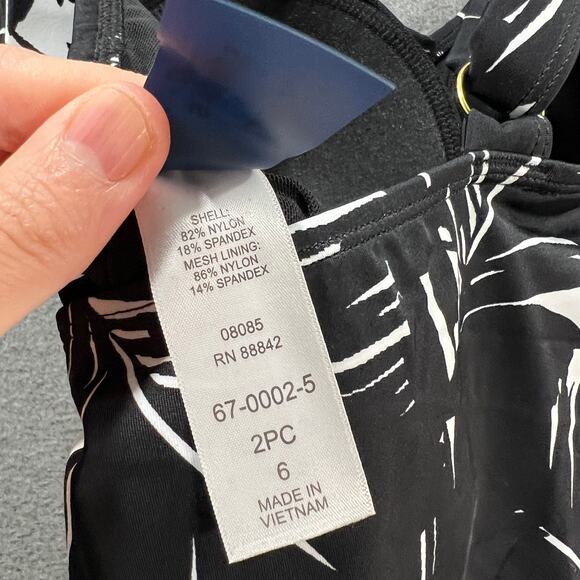 SHELL:
82% NYLON
18% SPANDEX
MESH LINING:
86% NYLON
14% SPANDEX
08085
RN 88842
67-0002-5
2PC
6
MADE IN
VIETNAM